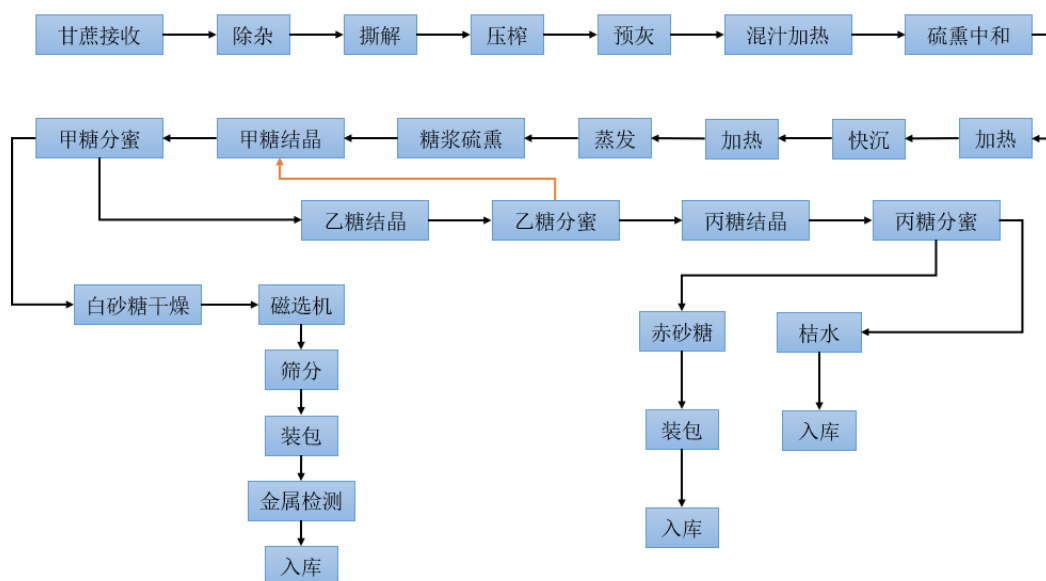 甘蔗接收
除杂
撕解
压榨
预灰
混汁加热
硫熏中和
甲糖分蜜
甲糖结晶
糖浆硫熏
蒸发
加热
快沉
加热
乙糖结晶
乙糖分蜜
丙糖结晶
丙糖分蜜
白砂糖干燥
磁选机
赤砂糖
桔水
筛分
装包
装包
入库
金属检测
入库
入库